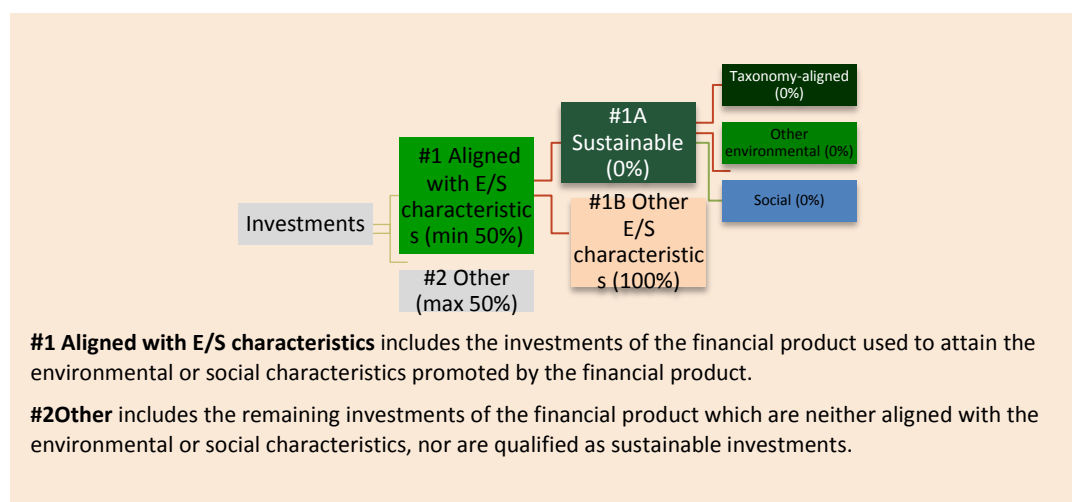 Taxonomy-aligned
(0%)
#1A
Sustainable
(0%)
Other
environmental (0%)
#1 Aligned
with E/S
characteristic
s (min 50%)
Social (0%)
#1B Other
E/S
characteristic
s (100%)
Investments
#2 Other
(max 50%)
#1 Aligned with E/S characteristics includes the investments of the financial product used to attain the
environmental or social characteristics promoted by the financial product.
#2Other includes the remaining investments of the financial product which are neither aligned with the
environmental or social characteristics, nor are qualified as sustainable investments.